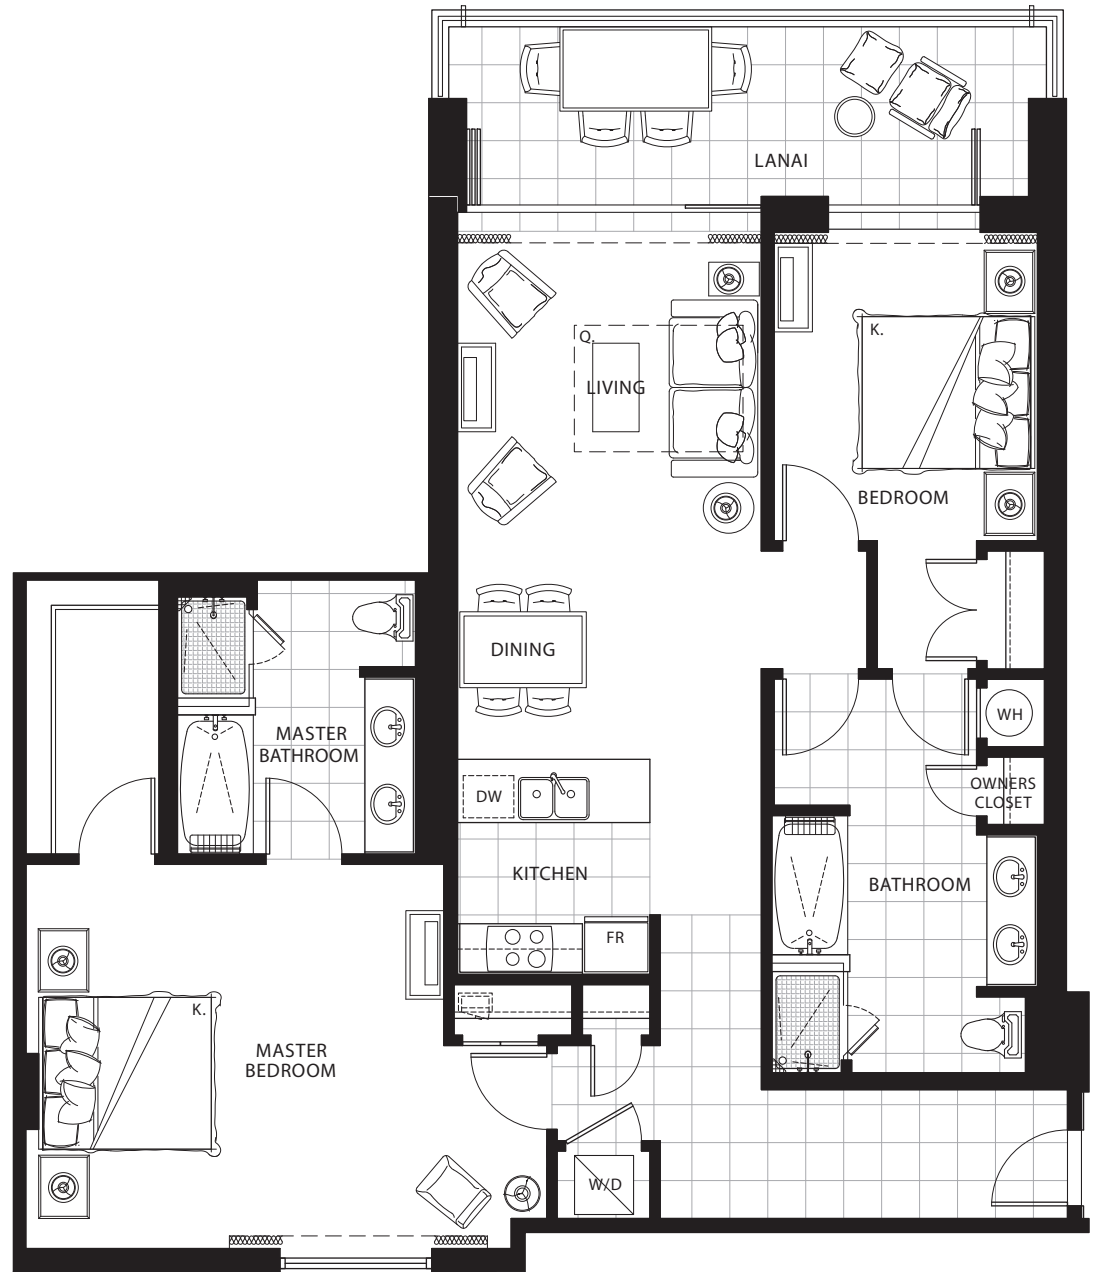 LANAI
Q.
K.
LIVING
BEDROOM
DINING
WH
MASTER
BATHROOM
OWNERS
CLOSET
DW
KITCHEN
BATHROOM
FR
K.
MASTER
BEDROOM
W/D